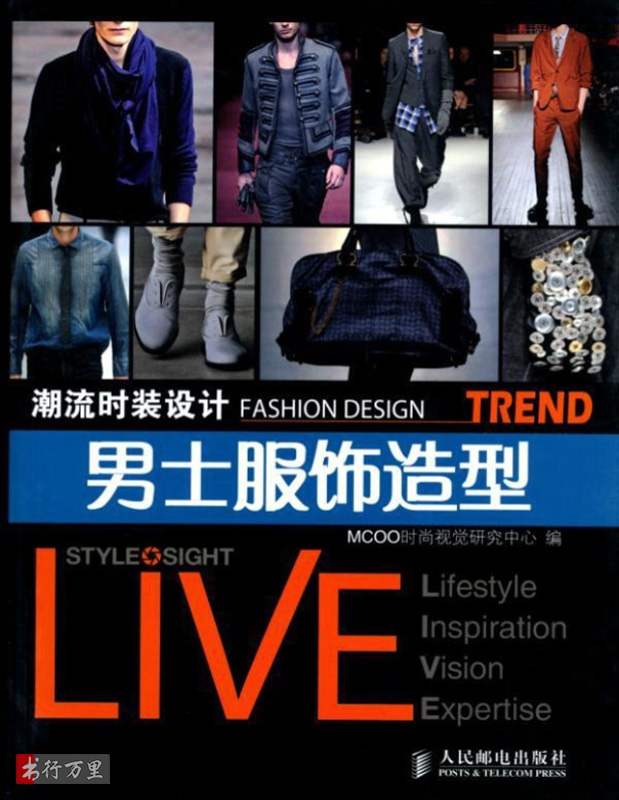 潮流时装设计 FASHION DESIGN TREND
男士服饰造型
MCOO时尚视觉研究中心 编
STYLE SIGHT
LiVE
Lifestyle
Inspiration
Vision
Expertise
人民邮电出版社
POSTS & TELECOM PRESS
书行万里